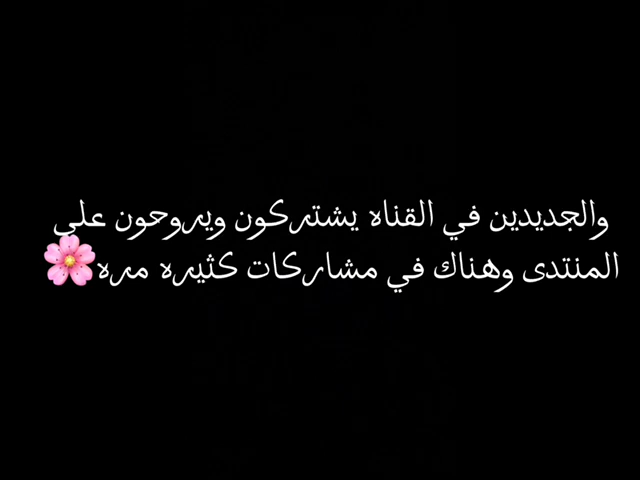 والجديدين في القناه يشتركون ويروحون على
المنتدى وهناك في مشاركات كثيره مره🌸